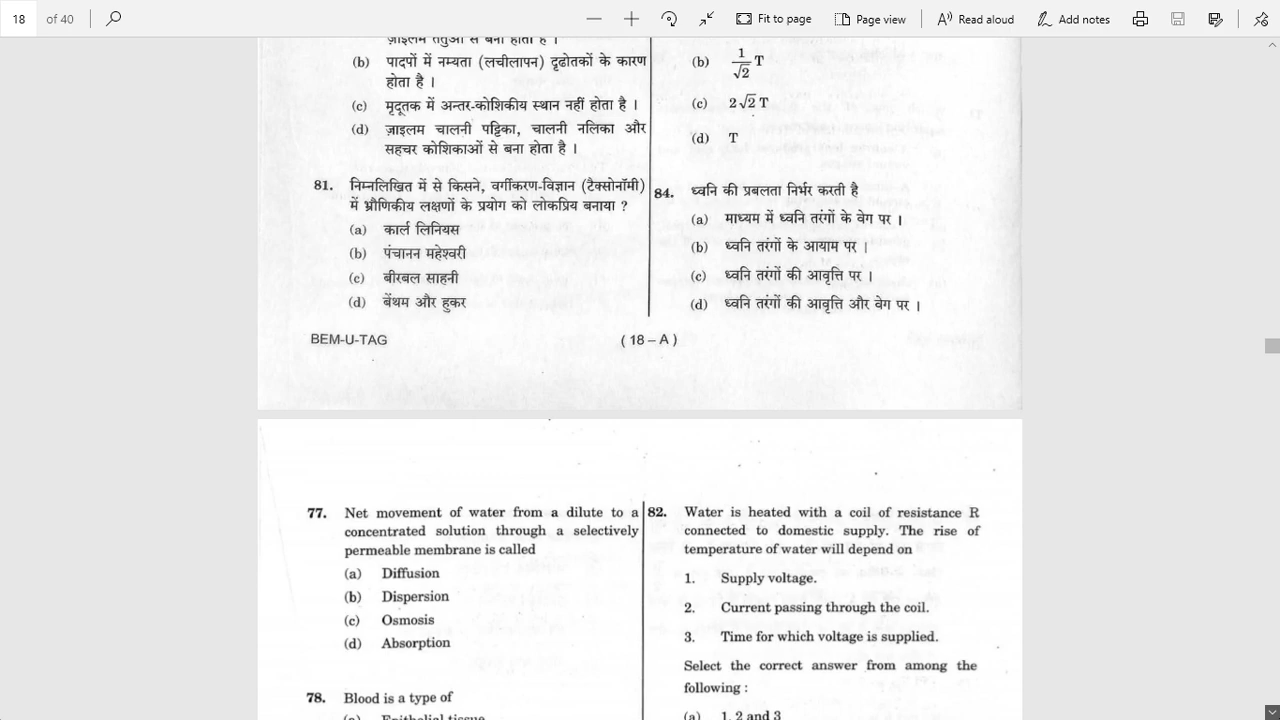 18 of 40
Fit to page
Page view
Read aloud
Add notes
(b) पादपों में नम्यता (लचीलापन) दृढोतकों के कारण
होता है ।
(c) मृदूतक में अन्तर-कोशिकीय स्थान नहीं होता है ।
(d) ज़ाइलम चालनी पट्टिका, चालनी नलिका और
सहचर कोशिकाओं से बना होता है ।
81. निम्नलिखित में से किसने, वर्गीकरण-विज्ञान (टैक्सोनॉमी)
में भ्रौणिकीय लक्षणों के प्रयोग को लोकप्रिय बनाया ?
(a) कार्ल लिनियस
(b) पंचानन महेश्वरी
(c) बीरबल साहनी
(d) बेंथम और हुकर
(b) 1/√2 T
(c) 2√2 T
(d) T
84. ध्वनि की प्रबलता निर्भर करती है
(a) माध्यम में ध्वनि तरंगों के वेग पर ।
(b) ध्वनि तरंगों के आयाम पर ।
(c) ध्वनि तरंगों की आवृत्ति पर ।
(d) ध्वनि तरंगों की आवृत्ति और वेग पर ।
BEM-U-TAG
( 18 – A )
77. Net movement of water from a dilute to a
concentrated solution through a selectively
permeable membrane is called
(a) Diffusion
(b) Dispersion
(c) Osmosis
(d) Absorption
78. Blood is a type of
(a) Epithelial tissue
82. Water is heated with a coil of resistance R
connected to domestic supply. The rise of
temperature of water will depend on
1. Supply voltage.
2. Current passing through the coil.
3. Time for which voltage is supplied.
Select the correct answer from among the
following :
(a) 1, 2 and 3